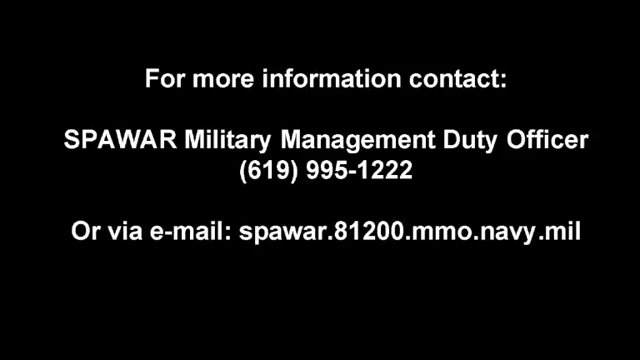 For more information contact:
SPAWAR Military Management Duty Officer
(619) 995-1222
Or via e-mail: spawar.81200.mmo.navy.mil